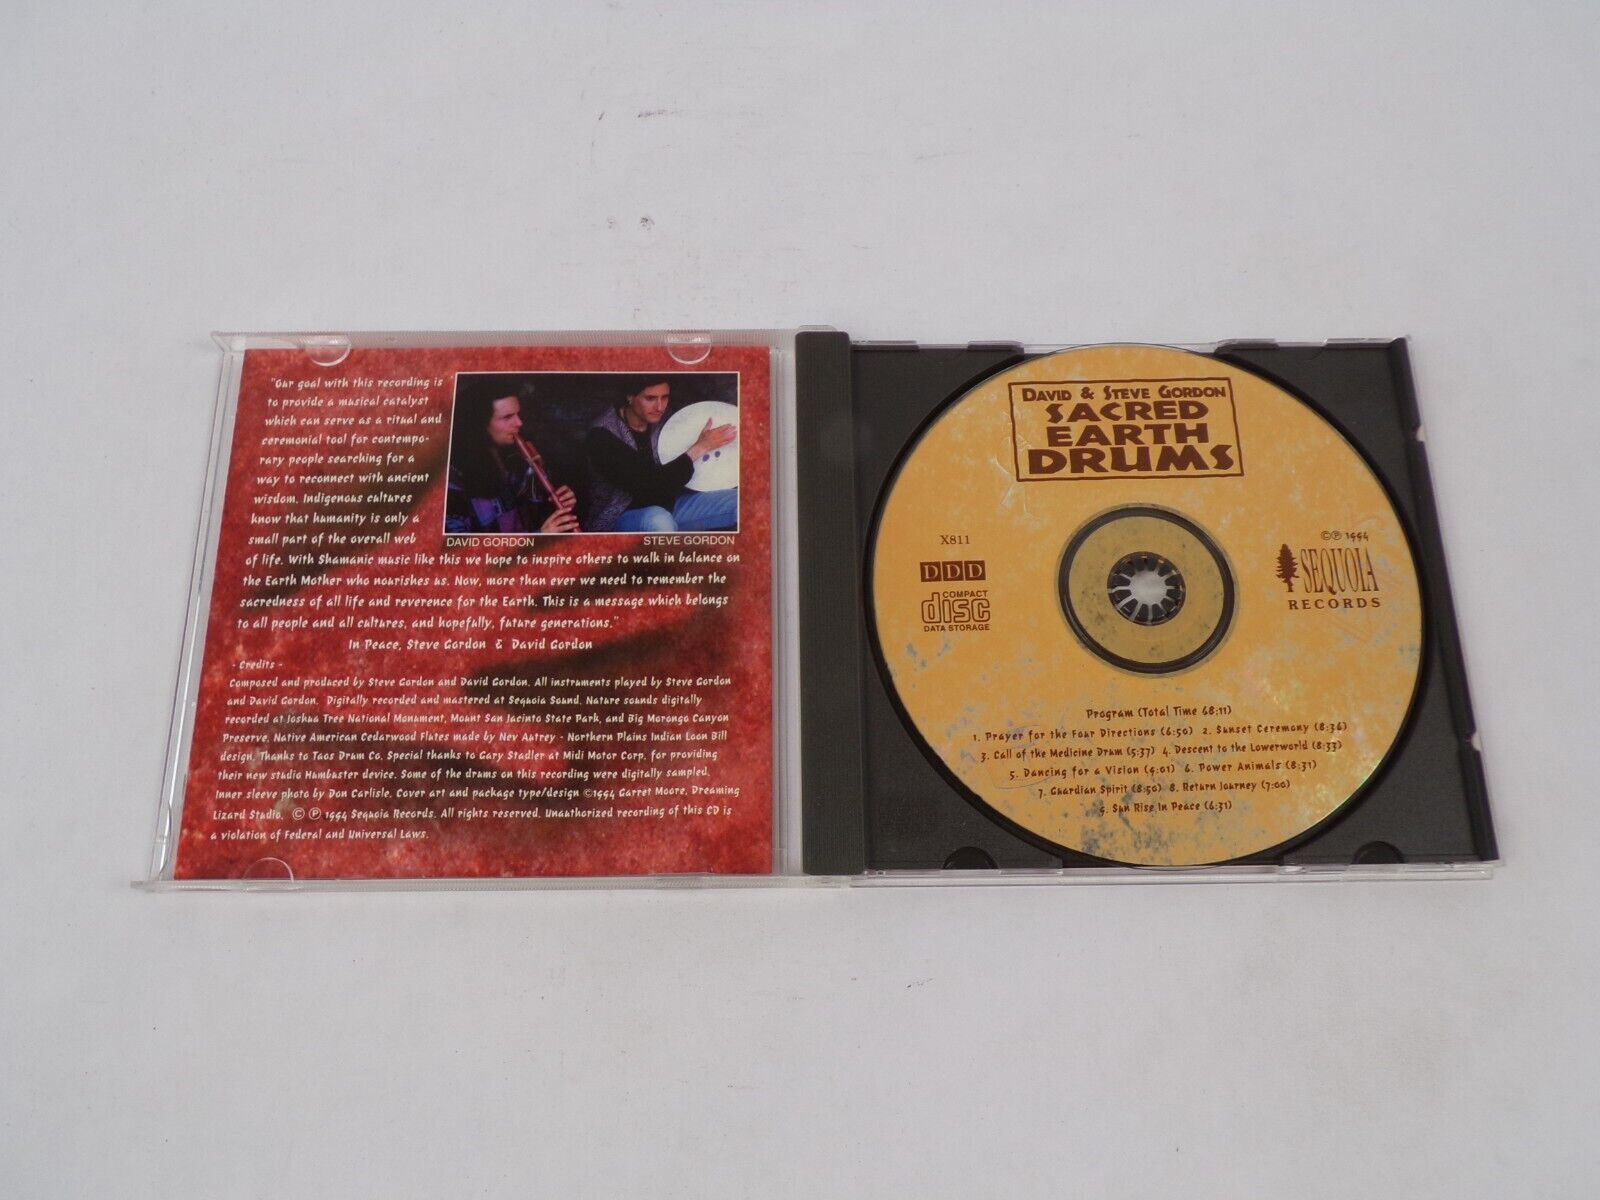 "Our goal with this recording is
to provide a musical catalyst
which can serve as a ritual and
ceremonial tool for contempo-
rary people searching for a
way to reconnect with ancient
wisdom. Indigenous cultures
know that humanity is only a
small part of the overall web
of life. With Shamanic music like this we hope to inspire others to walk in balance on
the Earth Mother who nourishes us. Now, more than ever we need to remember the
sacredness of all life and reverence for the Earth. This is a message which belongs
to all people and all cultures, and hopefully, future generations."
In Peace, Steve Gordon & David Gordon
DAVID GORDON
STEVE GORDON
- Credits -
Composed and produced by Steve Gordon and David Gordon. All instruments played by Steve Gordon
and David Gordon. Digitally recorded and mastered at Sequoia Sound. Nature sounds digitally
recorded at Joshua Tree National Monument, Mount San Jacinto State Park, and Big Morongo Canyon
Preserve. Native American Cedarwood Flutes made by Nev Aatrey - Northern Plains Indian Loon Bill
design. Thanks to Taos Drum Co. Special thanks to Gary Stadler at Midi Motor Corp. for providing
their new studio Humbuster device. Some of the drums on this recording were digitally sampled.
Inner sleeve photo by Don Carlisle. Cover art and package type/design ©1994 Garret Moore, Dreaming
Lizard Studio. © ℗ 1994 Sequoia Records. All rights reserved. Unauthorized recording of this CD is
a violation of Federal and Universal Laws.
DAVID & STEVE GORDON
SACRED
EARTH
DRUMS
X811
DDD
COMPACT
disc
DATA STORAGE
©℗ 1994
SEQUOIA
RECORDS
Program (Total Time 68:11)
1. Prayer for the Four Directions (6:50) 2. Sunset Ceremony (8:36)
3. Call of the Medicine Drum (5:37) 4. Descent to the Lowerworld (8:33)
5. Dancing for a Vision (9:01) 6. Power Animals (8:31)
7. Guardian Spirit (8:50) 8. Return Journey (7:00)
9. Sun Rise In Peace (6:31)